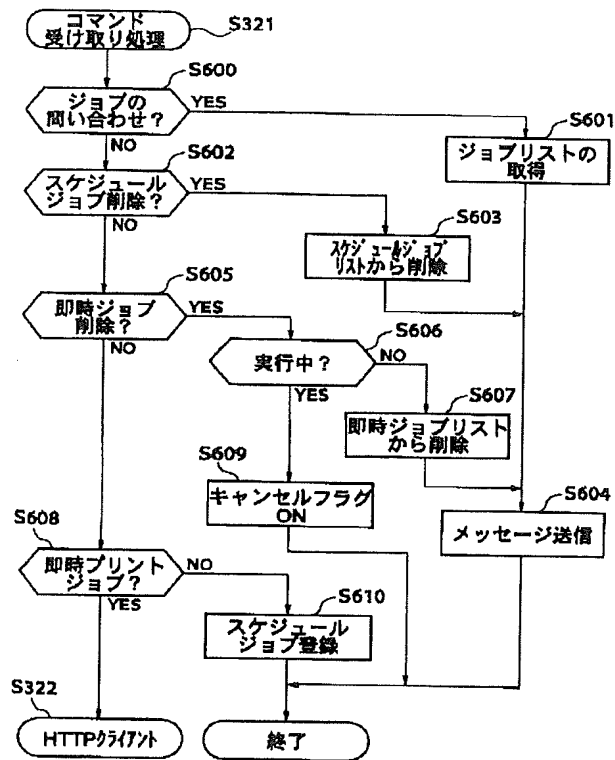 コマンド
受け取り処理
S321
S600
ジョブの
問い合わせ？
YES
NO
S601
ジョブリストの
取得
S602
スケジュール
ジョブ削除？
YES
NO
S603
スケジュールジョブ
リストから削除
S605
即時ジョブ
削除？
YES
NO
S606
実行中？
NO
YES
S607
即時ジョブリスト
から削除
S609
キャンセルフラグ
ON
S604
メッセージ送信
S608
即時プリント
ジョブ？
NO
YES
S610
スケジュール
ジョブ登録
S322
HTTPクライアント
終了